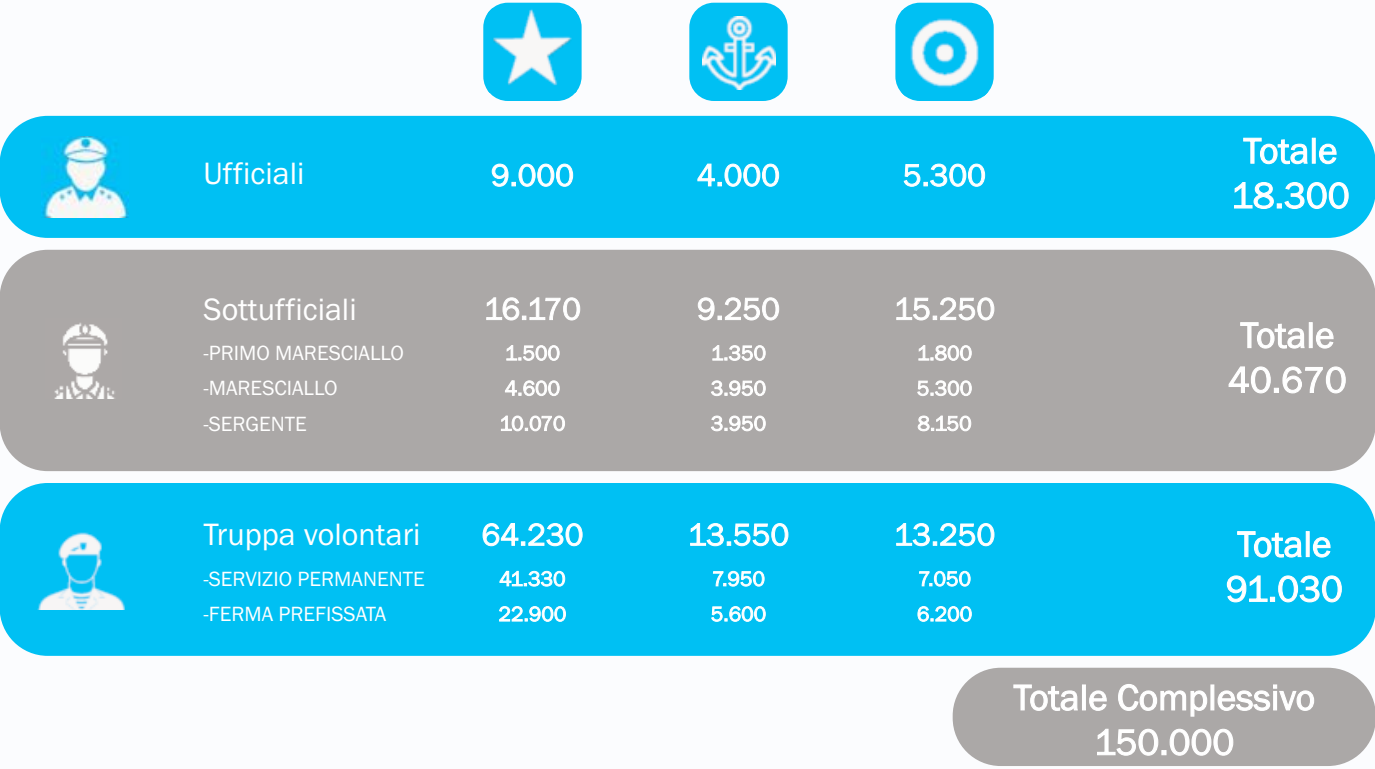 Ufficiali 9.000 4.000 5.300 Totale 18.300
Sottufficiali 16.170 9.250 15.250
-PRIMO MARESCIALLO 1.500 1.350 1.800
-MARESCIALLO 4.600 3.950 5.300
-SERGENTE 10.070 3.950 8.150
Totale
40.670
Truppa volontari 64.230 13.550 13.250
-SERVIZIO PERMANENTE 41.330 7.950 7.050
-FERMA PREFISSATA 22.900 5.600 6.200
Totale
91.030
Totale Complessivo
150.000